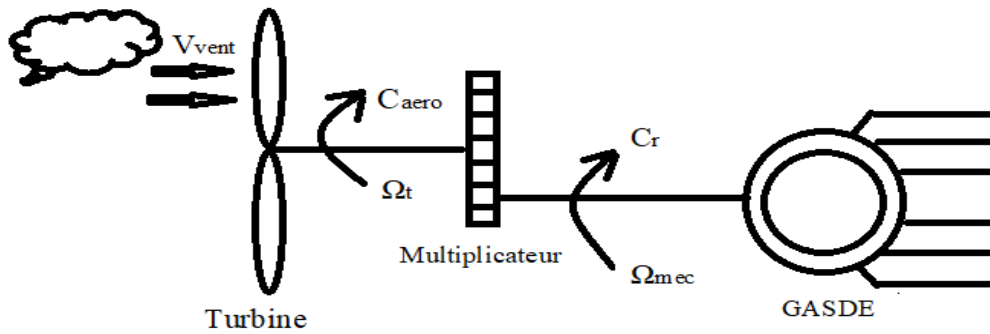 Vvent
Caero
Ωt
Cr
Multiplicateur
Ωmec
GASDE
Turbine